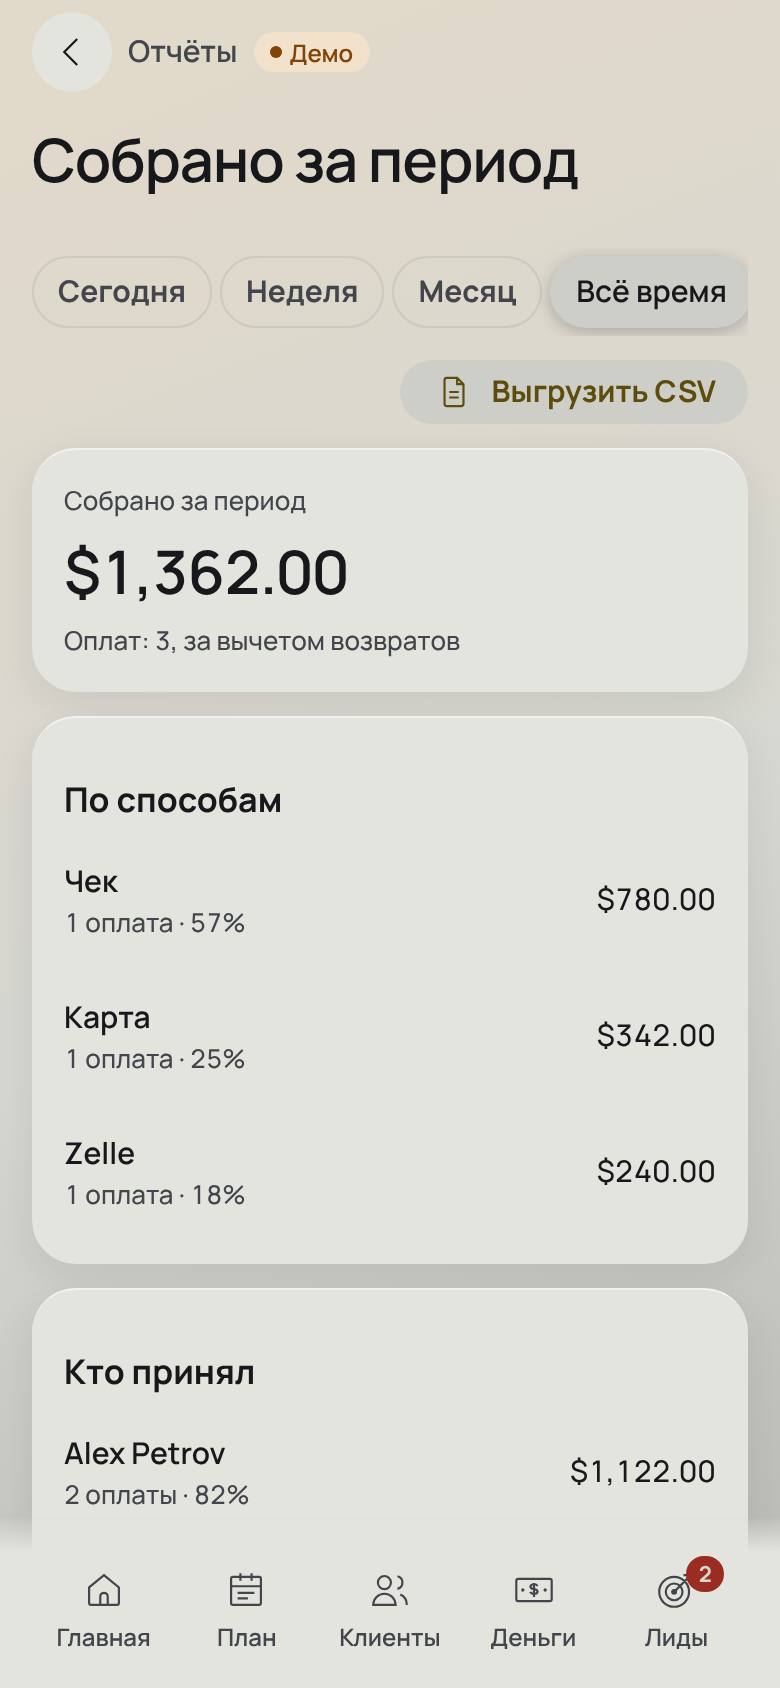 Отчёты
Демо
Собрано за период
Сегодня
Неделя
Месяц
Всё время
Выгрузить CSV
Собрано за период
$1,362.00
Оплат: 3, за вычетом возвратов
По способам
Чек
$780.00
1 оплата · 57%
Карта
$342.00
1 оплата · 25%
Zelle
$240.00
1 оплата · 18%
Кто принял
Alex Petrov
$1,122.00
2 оплаты · 82%
2
Главная
План
Клиенты
Деньги
Лиды